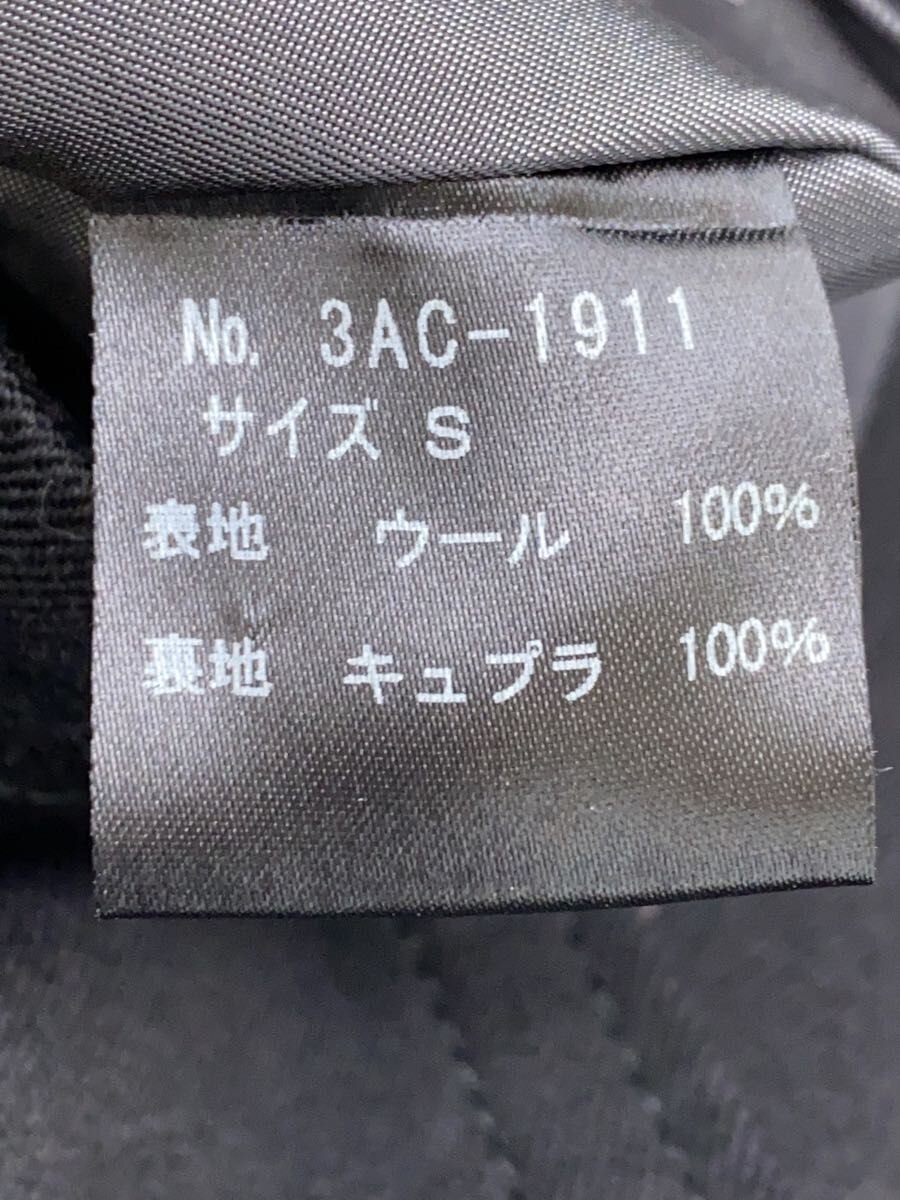 No. 3AC-1911
サイズ S
表地 ウール 100%
裏地 キュプラ 100%